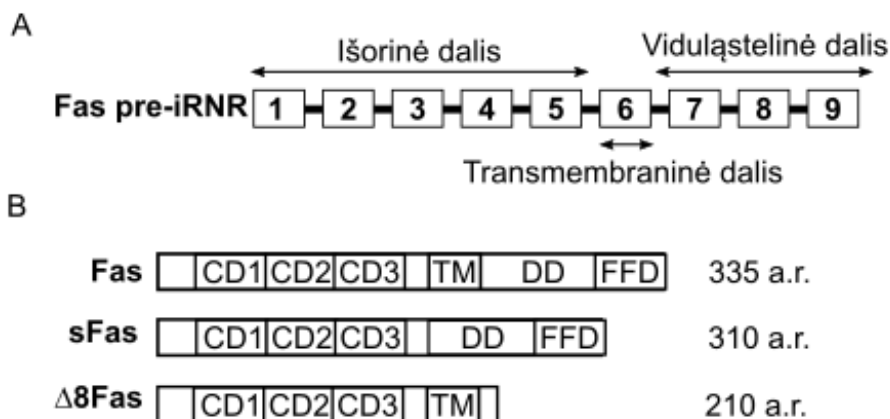 A
Išorinė dalis
Viduląstelinė dalis
Fas pre-iRNR 1 2 3 4 5 6 7 8 9
Transmembraninė dalis
B
Fas CD1 CD2 CD3 TM DD FFD 335 a.r.
sFas CD1 CD2 CD3 DD FFD 310 a.r.
Δ8Fas CD1 CD2 CD3 TM 210 a.r.